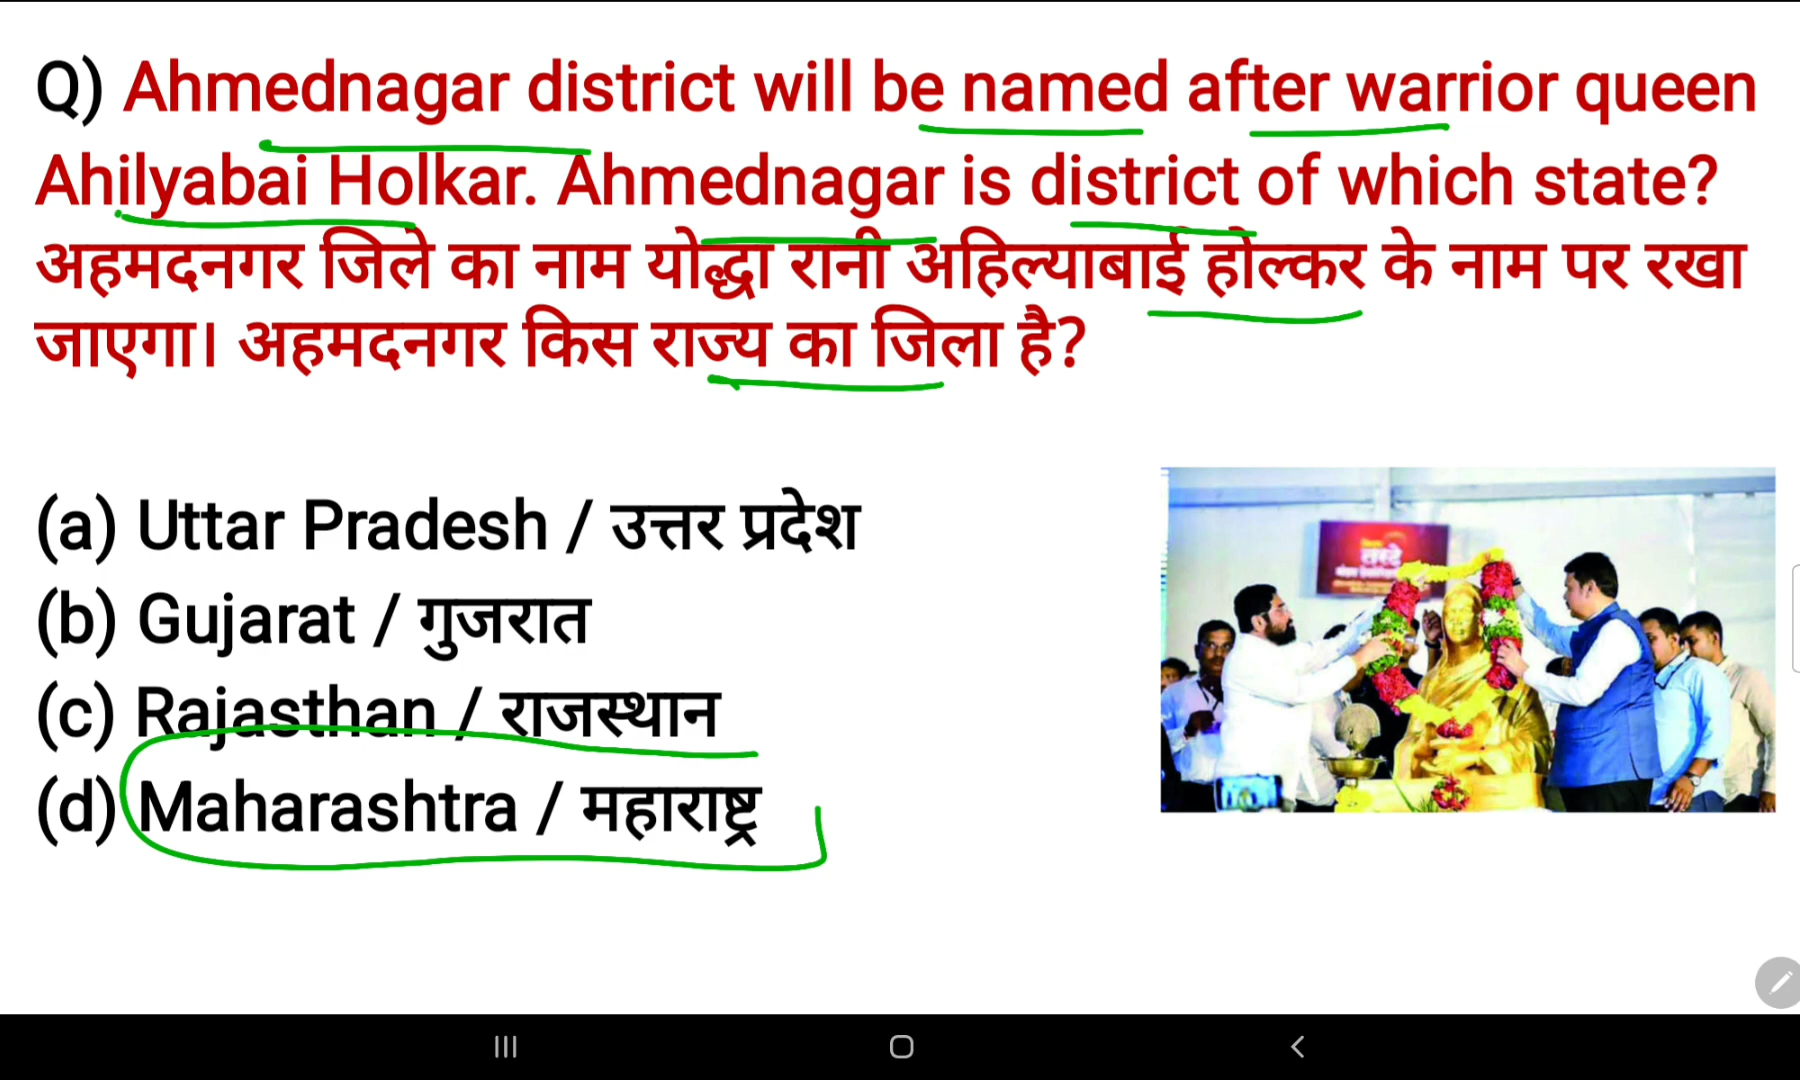 Q) Ahmednagar district will be named after warrior queen
Ahilyabai Holkar. Ahmednagar is district of which state?
अहमदनगर जिले का नाम योद्धा रानी अहिल्याबाई होल्कर के नाम पर रखा
जाएगा। अहमदनगर किस राज्य का जिला है?
(a) Uttar Pradesh / उत्तर प्रदेश
(b) Gujarat / गुजरात
(c) Rajasthan / राजस्थान
(d) Maharashtra / महाराष्ट्र